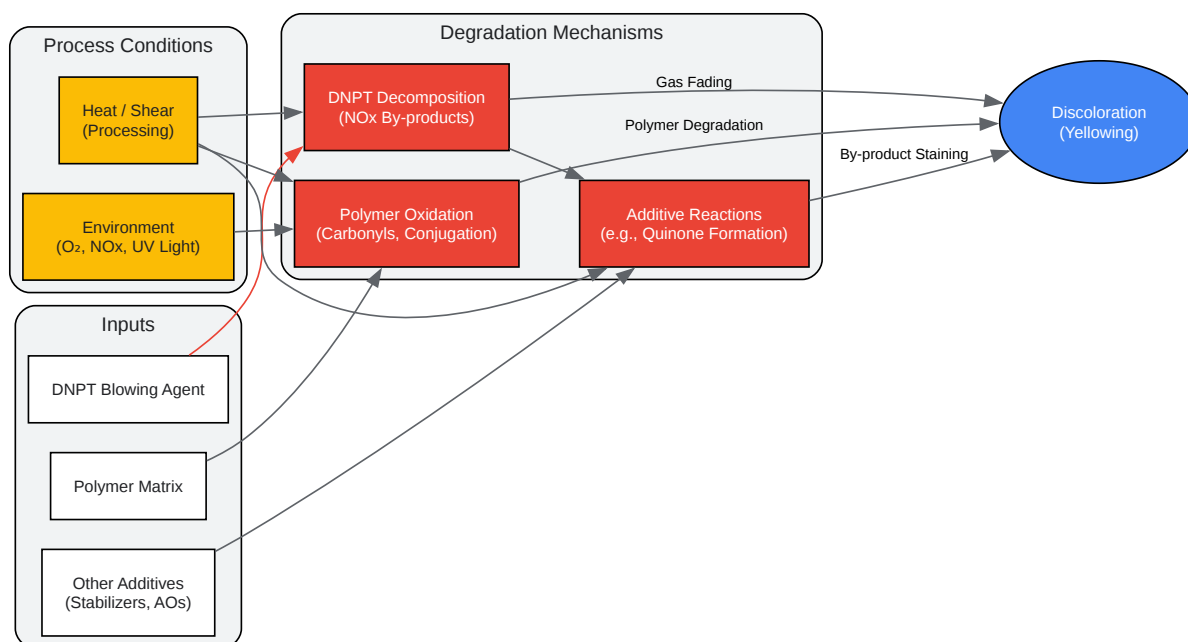 Process Conditions
Heat / Shear
(Processing)
Environment
(O₂, NOx, UV Light)
Inputs
DNPT Blowing Agent
Polymer Matrix
Other Additives
(Stabilizers, AOs)
Degradation Mechanisms
DNPT Decomposition
(NOx By-products)
Polymer Oxidation
(Carbonyls, Conjugation)
Additive Reactions
(e.g., Quinone Formation)
Gas Fading
Polymer Degradation
By-product Staining
Discoloration
(Yellowing)